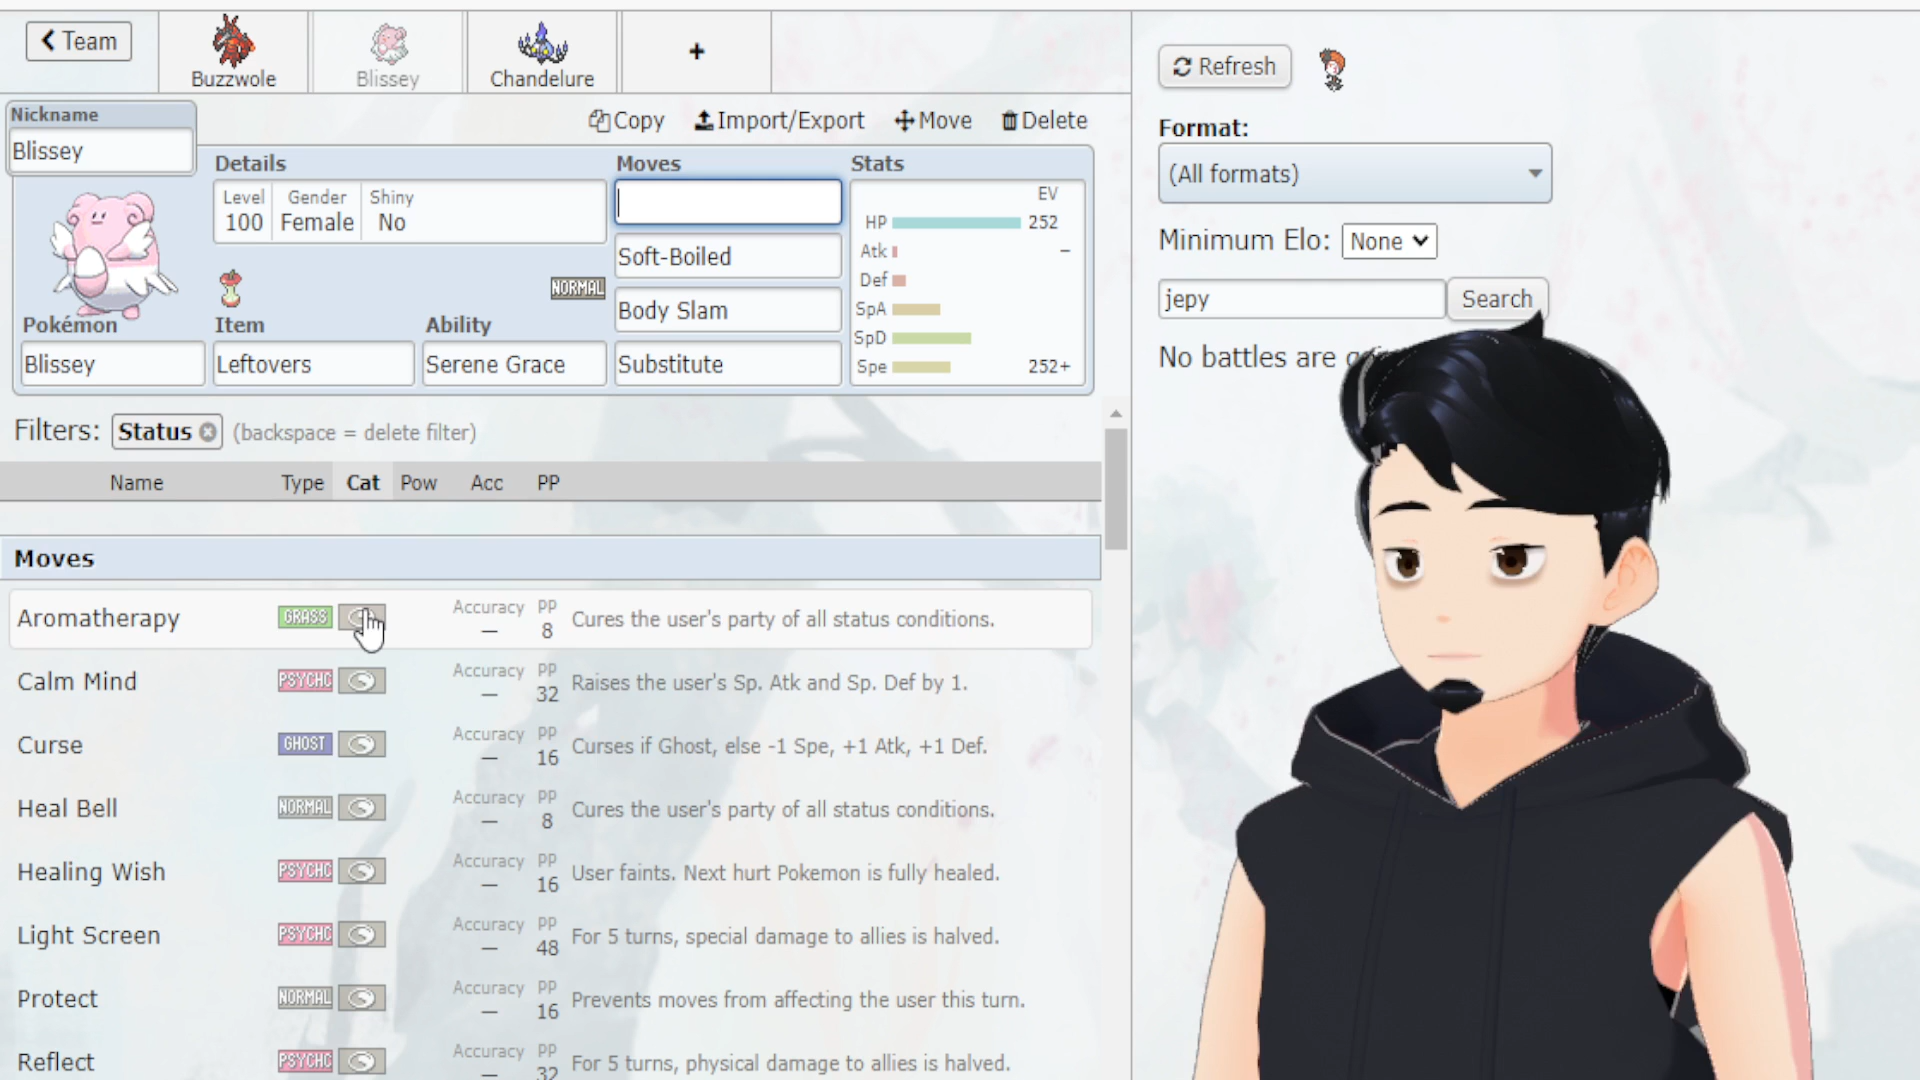 Team
Buzzwole
Blissey
Chandelure
+
Nickname
Blissey
Copy
Import/Export
Move
Delete
Details
Level
100
Gender
Female
Shiny
No
NORMAL
Pokémon
Blissey
Item
Leftovers
Ability
Serene Grace
Moves
Soft-Boiled
Body Slam
Substitute
Stats
EV
HP 252
Atk –
Def
SpA
SpD
Spe 252+
Filters: Status (backspace = delete filter)
Name Type Cat Pow Acc PP
Moves
Aromatherapy GRASS Accuracy — PP 8 Cures the user's party of all status conditions.
Calm Mind PSYCHC Accuracy — PP 32 Raises the user's Sp. Atk and Sp. Def by 1.
Curse GHOST Accuracy — PP 16 Curses if Ghost, else -1 Spe, +1 Atk, +1 Def.
Heal Bell NORMAL Accuracy — PP 8 Cures the user's party of all status conditions.
Healing Wish PSYCHC Accuracy — PP 16 User faints. Next hurt Pokemon is fully healed.
Light Screen PSYCHC Accuracy — PP 48 For 5 turns, special damage to allies is halved.
Protect NORMAL Accuracy — PP 16 Prevents moves from affecting the user this turn.
Reflect PSYCHC Accuracy — PP 32 For 5 turns, physical damage to allies is halved.
Refresh
Format:
(All formats)
Minimum Elo: None
jepy
Search
No battles are